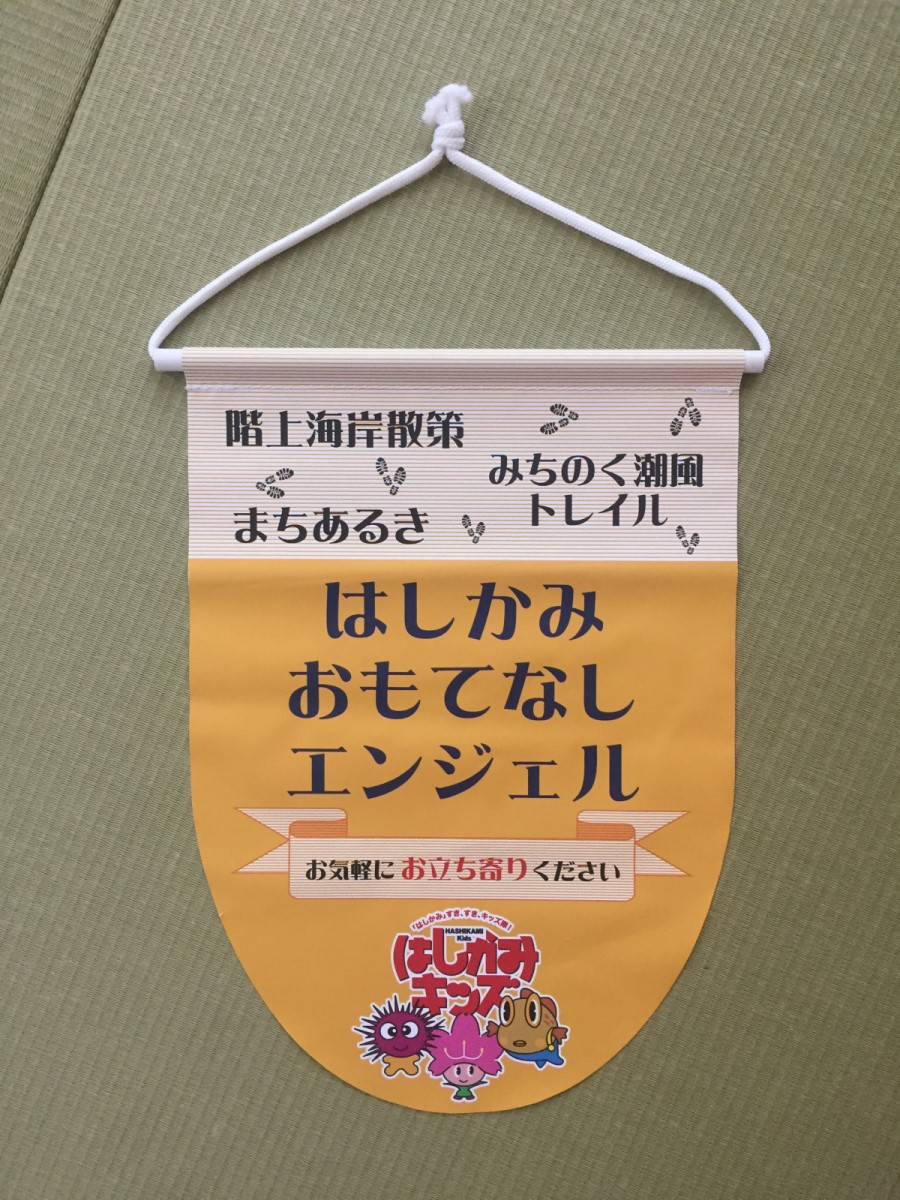 階上海岸散策
みちのく潮風
トレイル
まちあるき
はしかみ
おもてなし
エンジェル
お気軽にお立ち寄りください
「はしかみ」すき、すき、キッズ隊!
HASHIKAMI
Kids
はしかみ
キッズ